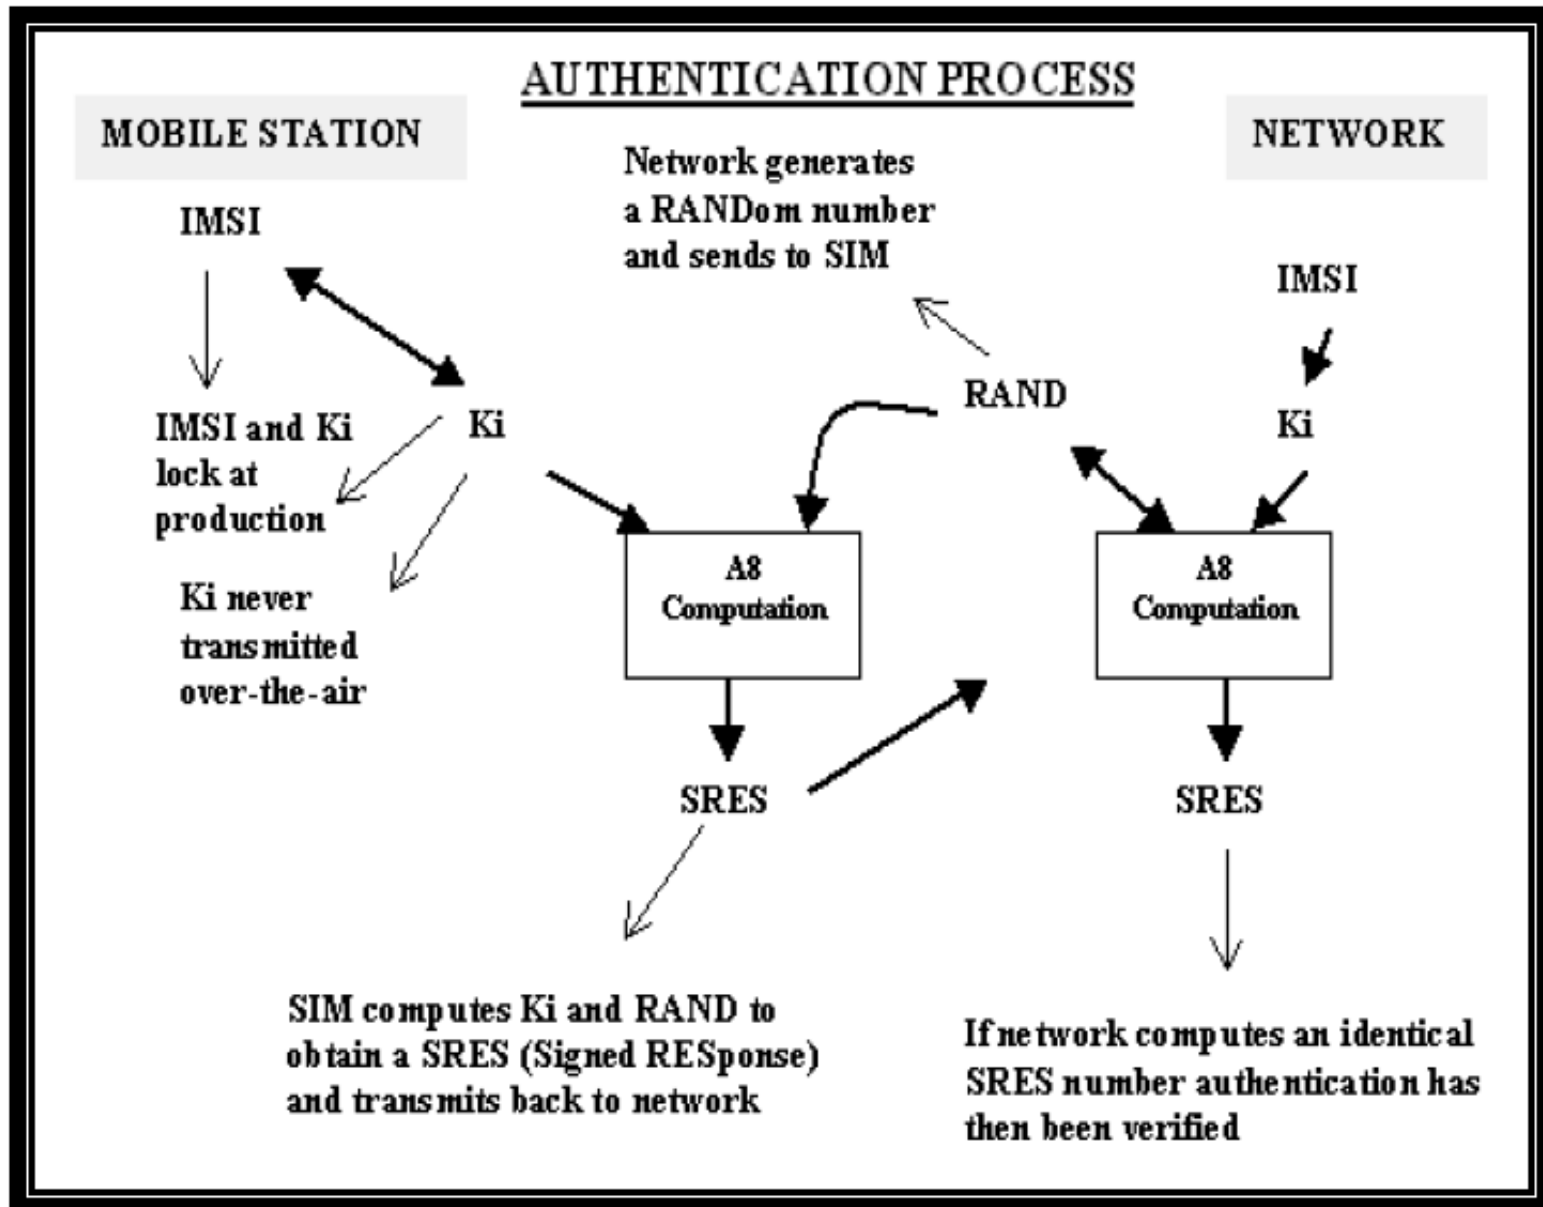 AUTHENTICATION PROCESS
MOBILE STATION
NETWORK
Network generates
a RANDom number
and sends to SIM
IMSI
IMSI
RAND
IMSI and Ki
lock at
production
Ki
Ki
Ki never
transmitted
over-the-air
A8
Computation
A8
Computation
SRES
SRES
SIM computes Ki and RAND to
obtain a SRES (Signed RESponse)
and transmits back to network
If network computes an identical
SRES number authentication has
then been verified